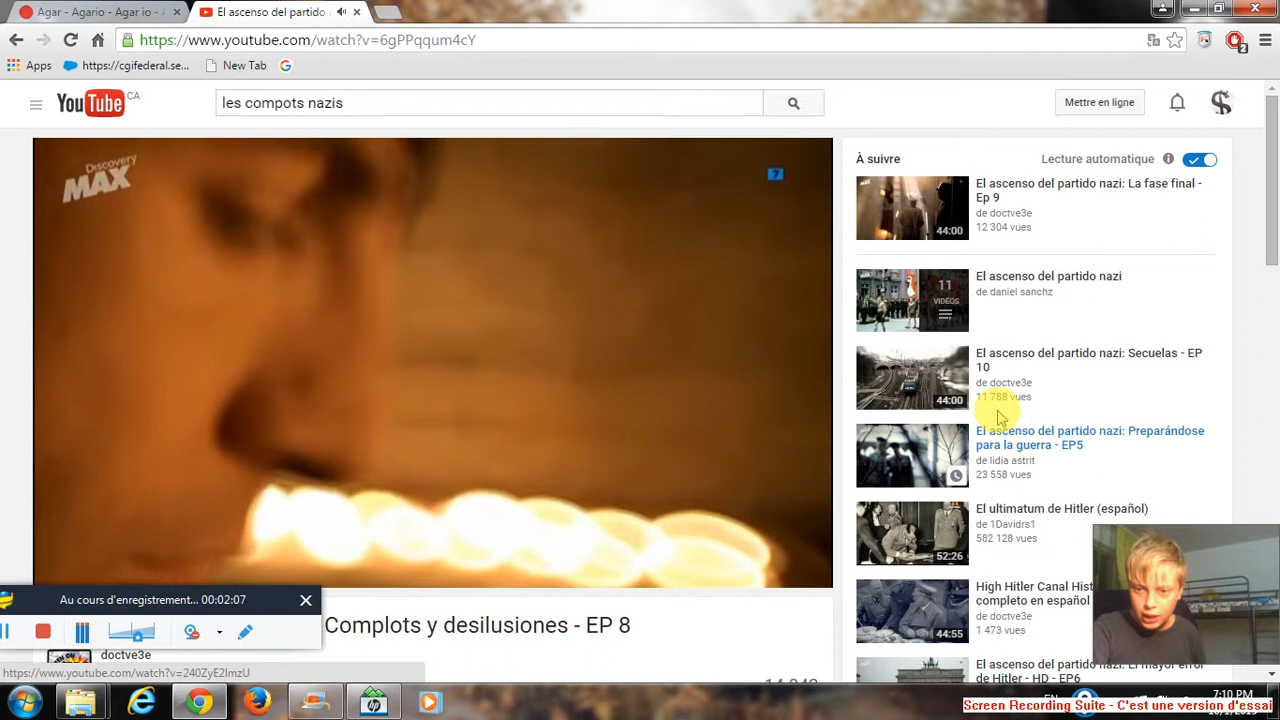 Agar - Agario - Agar io - A
El ascenso del partido
https://www.youtube.com/watch?v=6gPPqqum4cY
2
Apps
https://cgifederal.se...
New Tab
YouTube CA
les compots nazis
Mettre en ligne
Discovery
MAX
7
À suivre
Lecture automatique
El ascenso del partido nazi: La fase final -
Ep 9
de doctve3e
12 304 vues
44:00
El ascenso del partido nazi
de daniel sanchz
11
VIDÉOS
El ascenso del partido nazi: Secuelas - EP
10
de doctve3e
11 788 vues
44:00
El ascenso del partido nazi: Preparándose
para la guerra - EP5
de lidia astrit
23 558 vues
El ultimatum de Hitler (español)
de 1Davidrs1
582 128 vues
52:26
High Hitler Canal Hist
completo en español
de doctve3e
1 473 vues
44:55
El ascenso del partido nazi: El mayor error
de Hitler - HD - EP6
Au cours d'enregistrement... 00:02:07
Complots y desilusiones - EP 8
doctve3e
https://www.youtube.com/watch?v=240ZyE2ImzU
7:10 PM
Screen Recording Suite - C'est une version d'essai